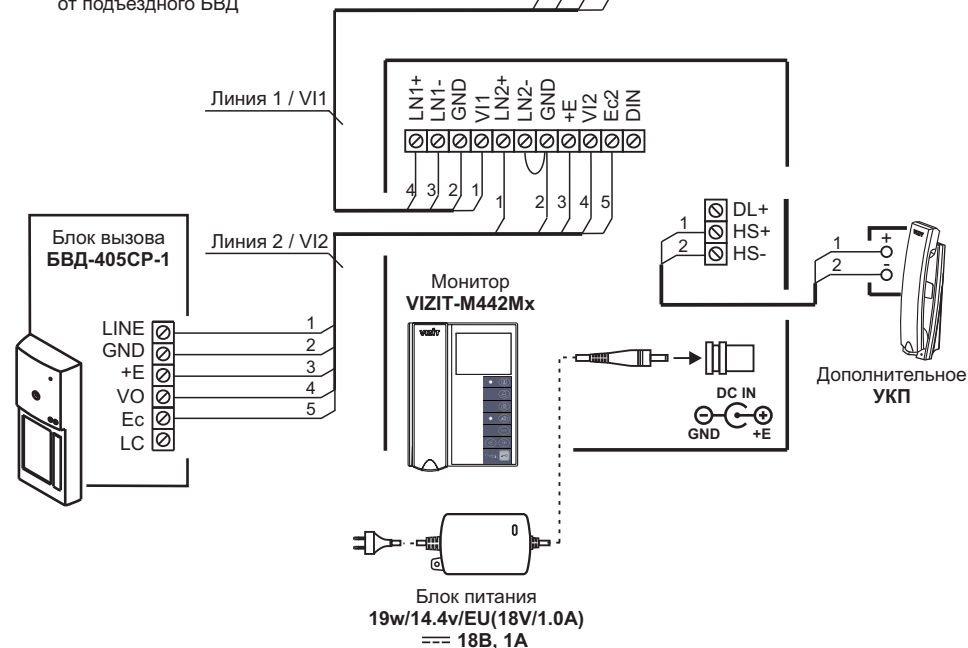 от подъездного БВД
Линия 1 / VI1
LN1+
LN1-
GND
VI1
LN2+
LN2-
GND
+E
VI2
Ec2
DIN
4 3 2 1 1 2 3 4 5
Блок вызова
БВД-405CP-1
Линия 2 / VI2
LINE 1
GND 2
+E 3
VO 4
Ec 5
LC
Монитор
VIZIT-M442Mx
VIZIT
1 DL+
2 HS+
HS-
1 +
2 -
Дополнительное
УКП
DC IN
GND +E
Блок питания
19w/14.4v/EU(18V/1.0A)
18В, 1А